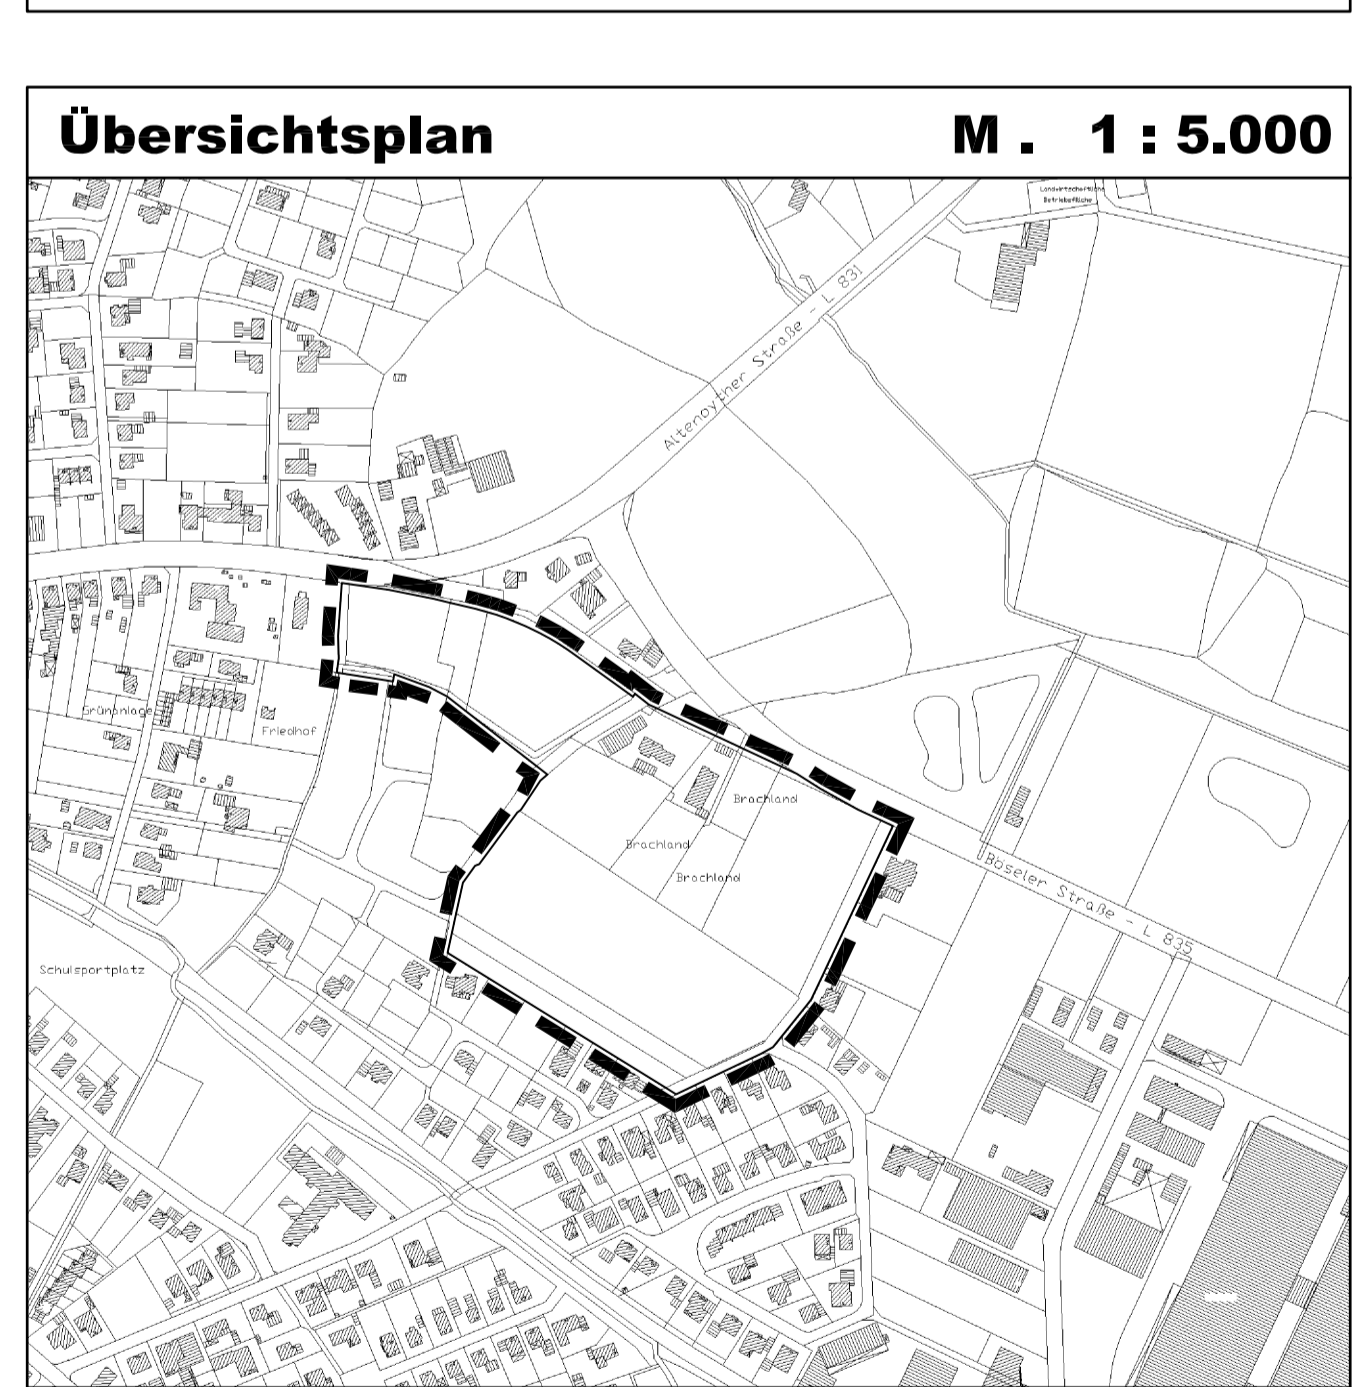 Übersichtsplan M . 1 : 5.000
Landwirtschaftliche
Betriebsfläche
Altenoyther Straße - L 831
Grünanlage
Friedhof
Brachland
Brachland
Brachland
Böseler Straße - L 835
Schulsportplatz